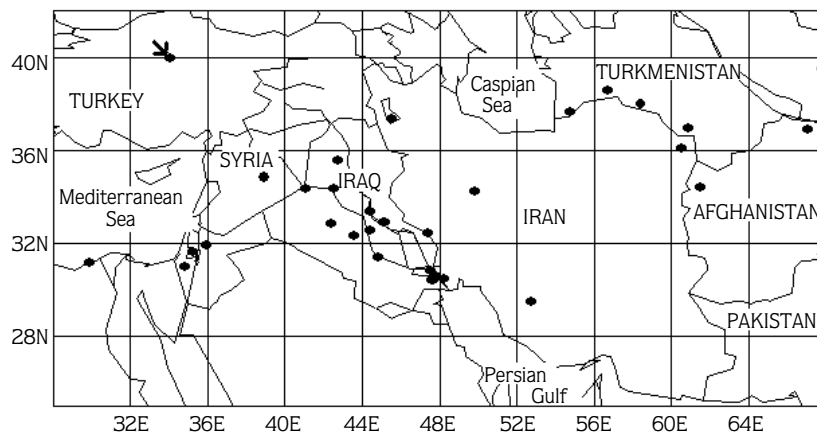 40N
36N
32N
28N
TURKEY
Caspian
Sea
TURKMENISTAN
SYRIA
IRAQ
Mediterranean
Sea
IRAN
AFGHANISTAN
PAKISTAN
Persian
Gulf
32E 36E 40E 44E 48E 52E 56E 60E 64E